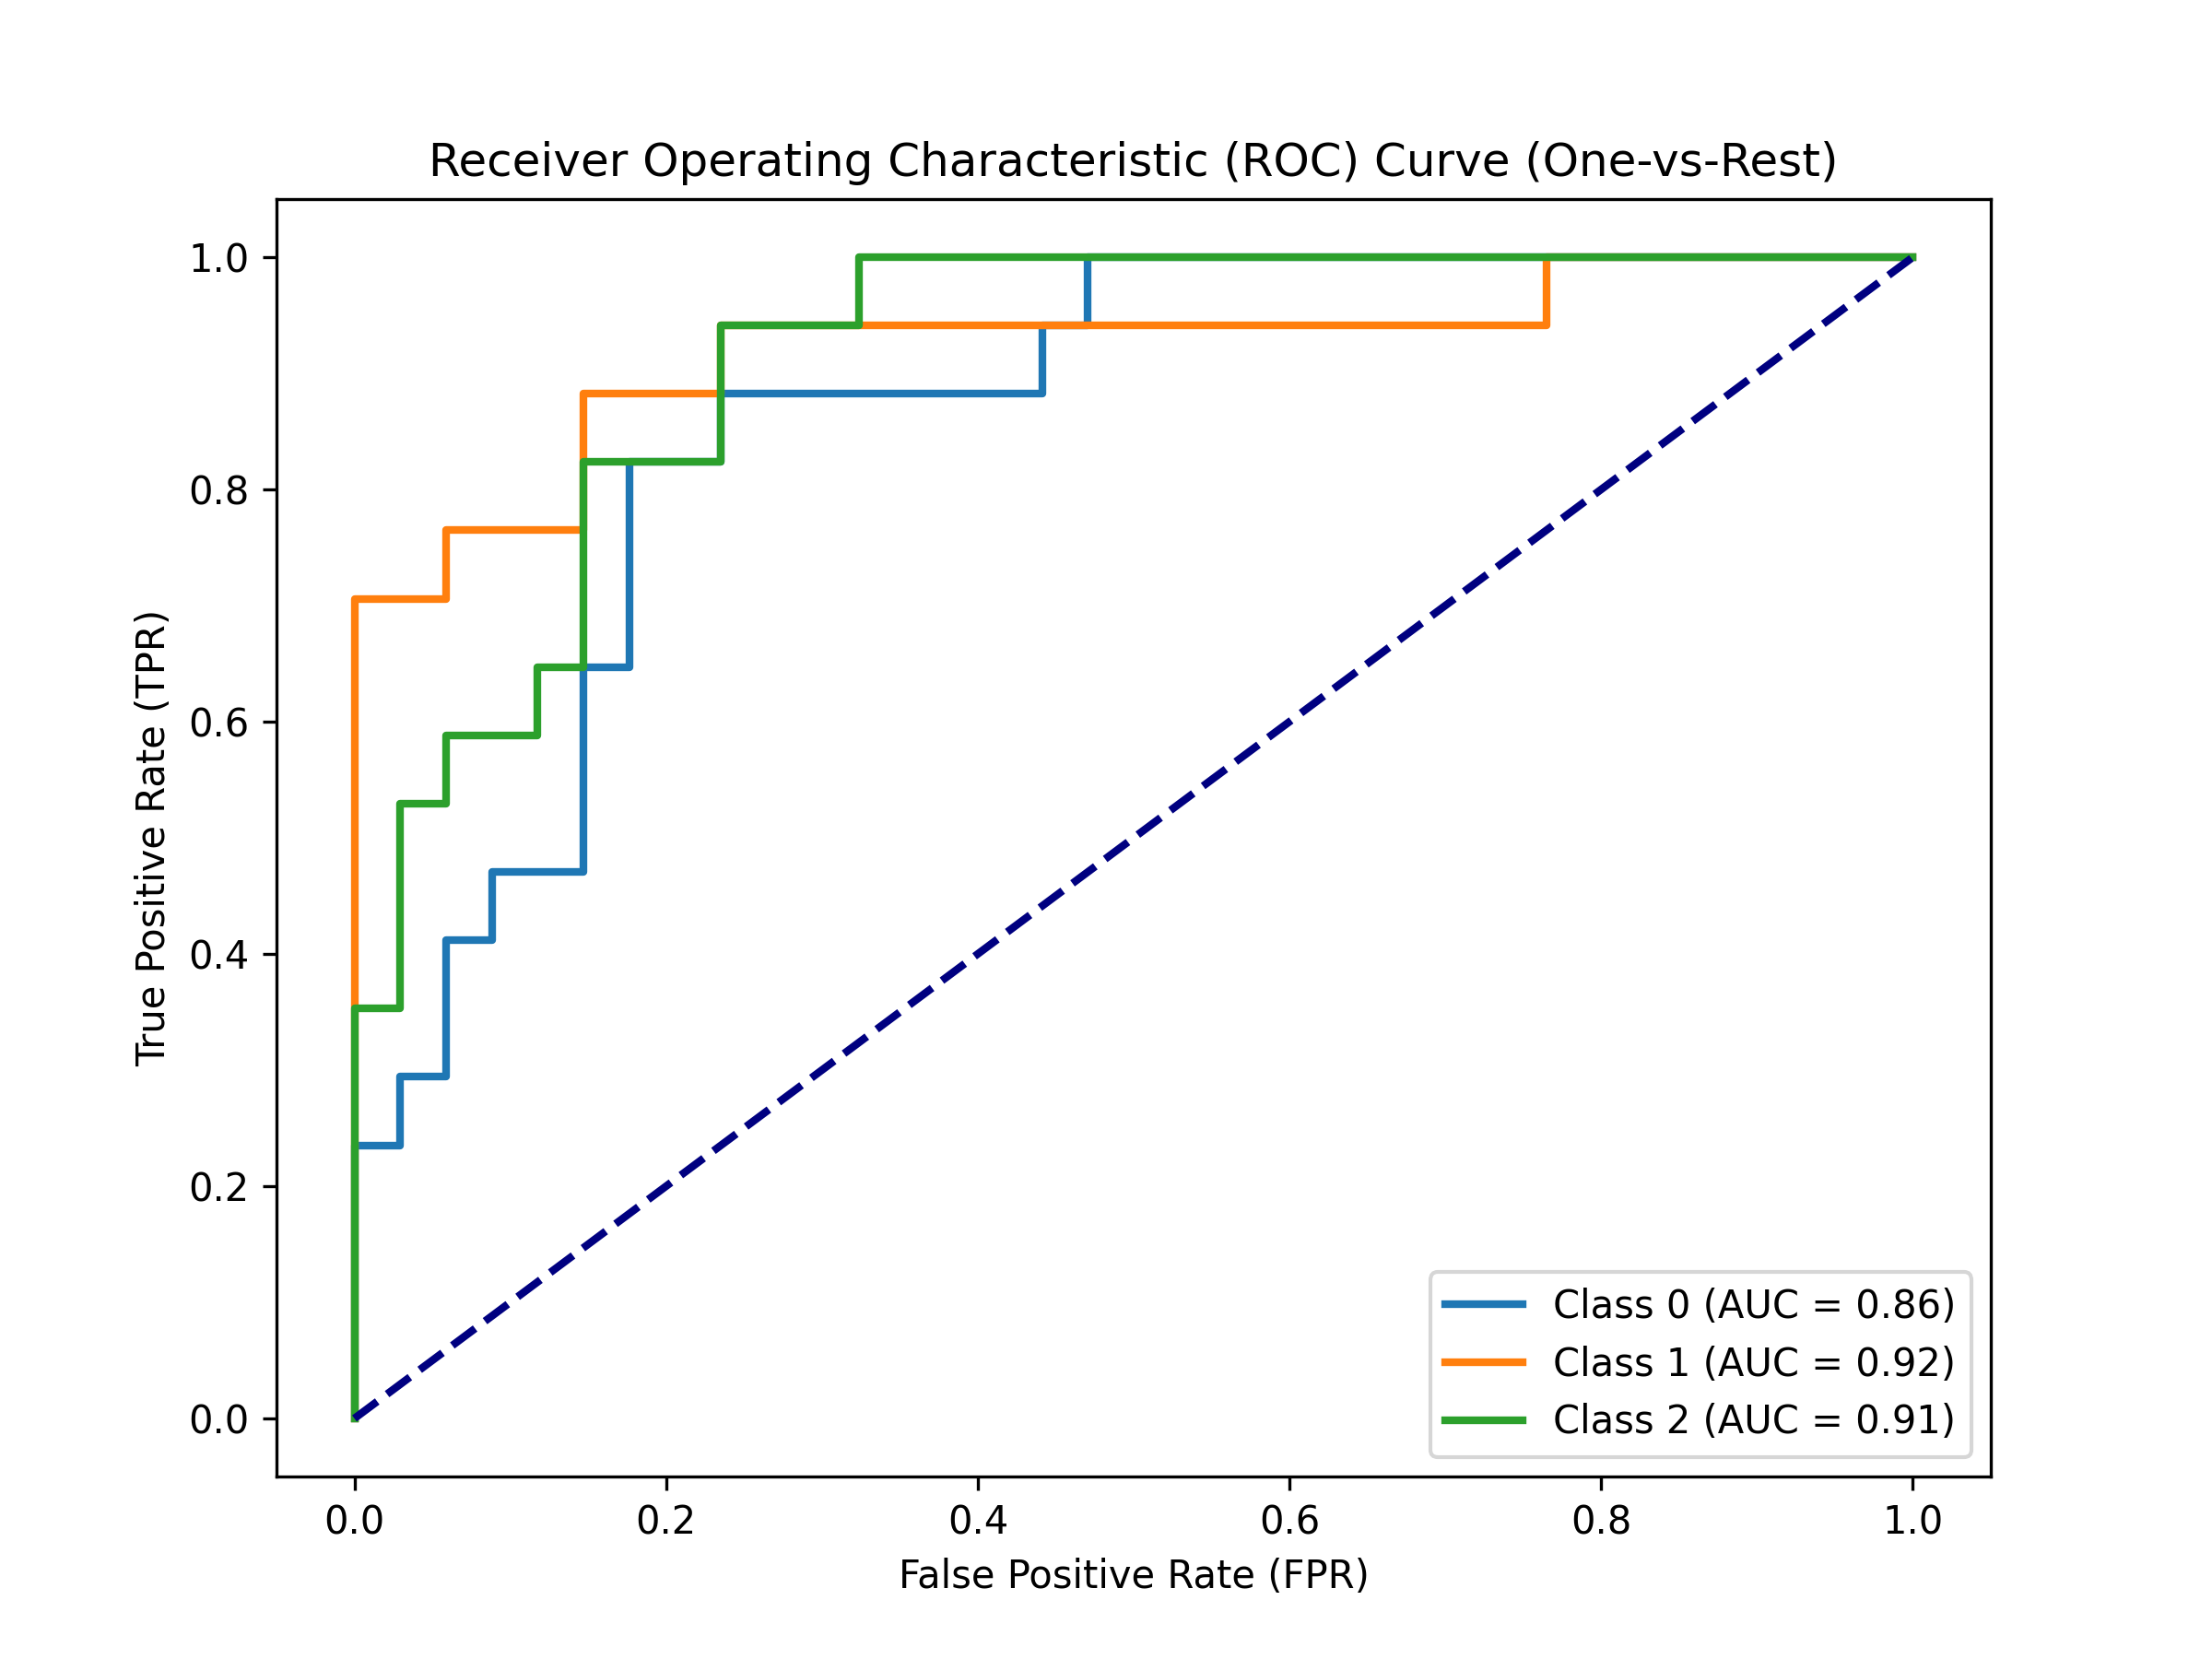 Receiver Operating Characteristic (ROC) Curve (One-vs-Rest)
True Positive Rate (TPR)
1.0
0.8
0.6
0.4
0.2
0.0
0.0 0.2 0.4 0.6 0.8 1.0
False Positive Rate (FPR)
Class 0 (AUC = 0.86)
Class 1 (AUC = 0.92)
Class 2 (AUC = 0.91)